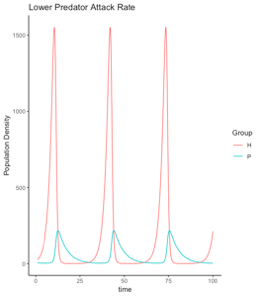 Lower Predator Attack Rate
1500
1000
500
0
Population Density
0 25 50 75 100
time
Group
H
P